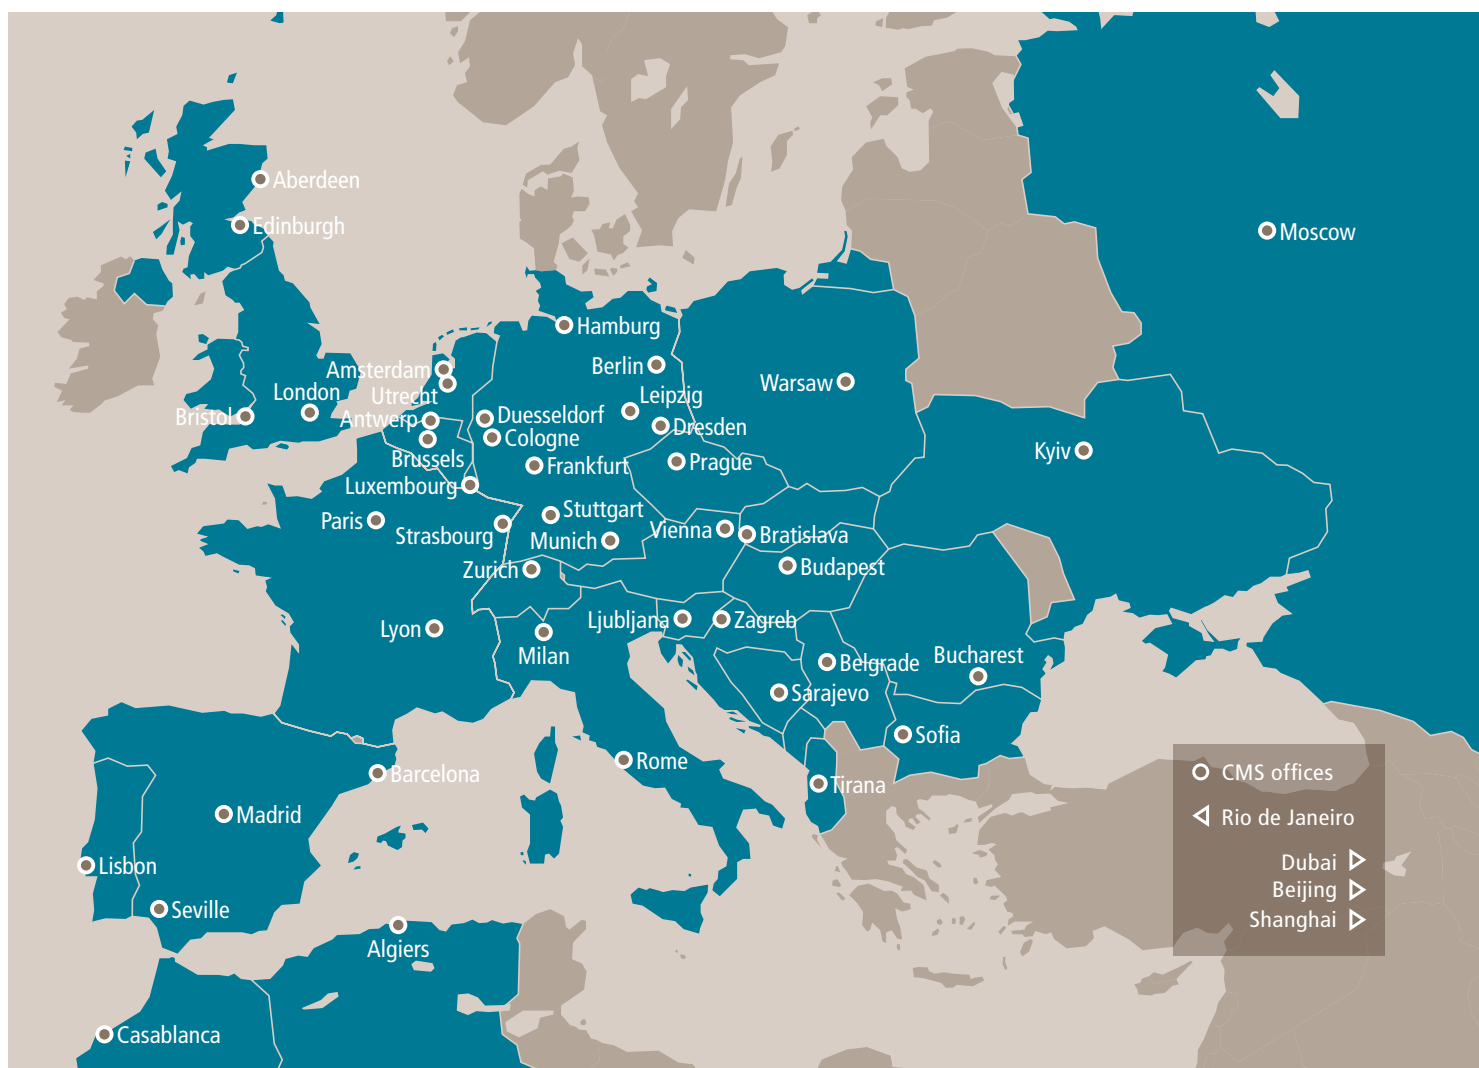 Aberdeen
Edinburgh
Moscow
Hamburg
Berlin
Amsterdam
Utrecht
Warsaw
London
Leipzig
Bristol
Antwerp
Duesseldorf
Dresden
Cologne
Kyiv
Brussels
Frankfurt
Prague
Luxembourg
Stuttgart
Paris
Strasbourg
Vienna
Bratislava
Munich
Zurich
Budapest
Ljubljana
Zagreb
Lyon
Milan
Belgrade
Bucharest
Sarajevo
Sofia
Rome
Barcelona
Tirana
Madrid
Lisbon
Seville
Algiers
Casablanca
CMS offices
Rio de Janeiro
Dubai
Beijing
Shanghai